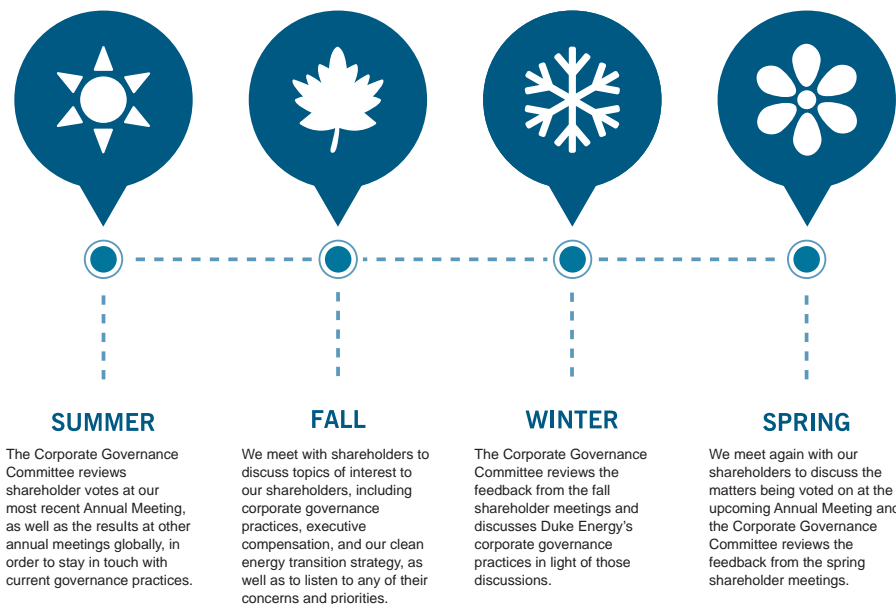 SUMMER
The Corporate Governance
Committee reviews
shareholder votes at our
most recent Annual Meeting,
as well as the results at other
annual meetings globally, in
order to stay in touch with
current governance practices.
FALL
We meet with shareholders to
discuss topics of interest to
our shareholders, including
corporate governance
practices, executive
compensation, and our clean
energy transition strategy, as
well as to listen to any of their
concerns and priorities.
WINTER
The Corporate Governance
Committee reviews the
feedback from the fall
shareholder meetings and
discusses Duke Energy’s
corporate governance
practices in light of those
discussions.
SPRING
We meet again with our
shareholders to discuss the
matters being voted on at the
upcoming Annual Meeting and
the Corporate Governance
Committee reviews the
feedback from the spring
shareholder meetings.